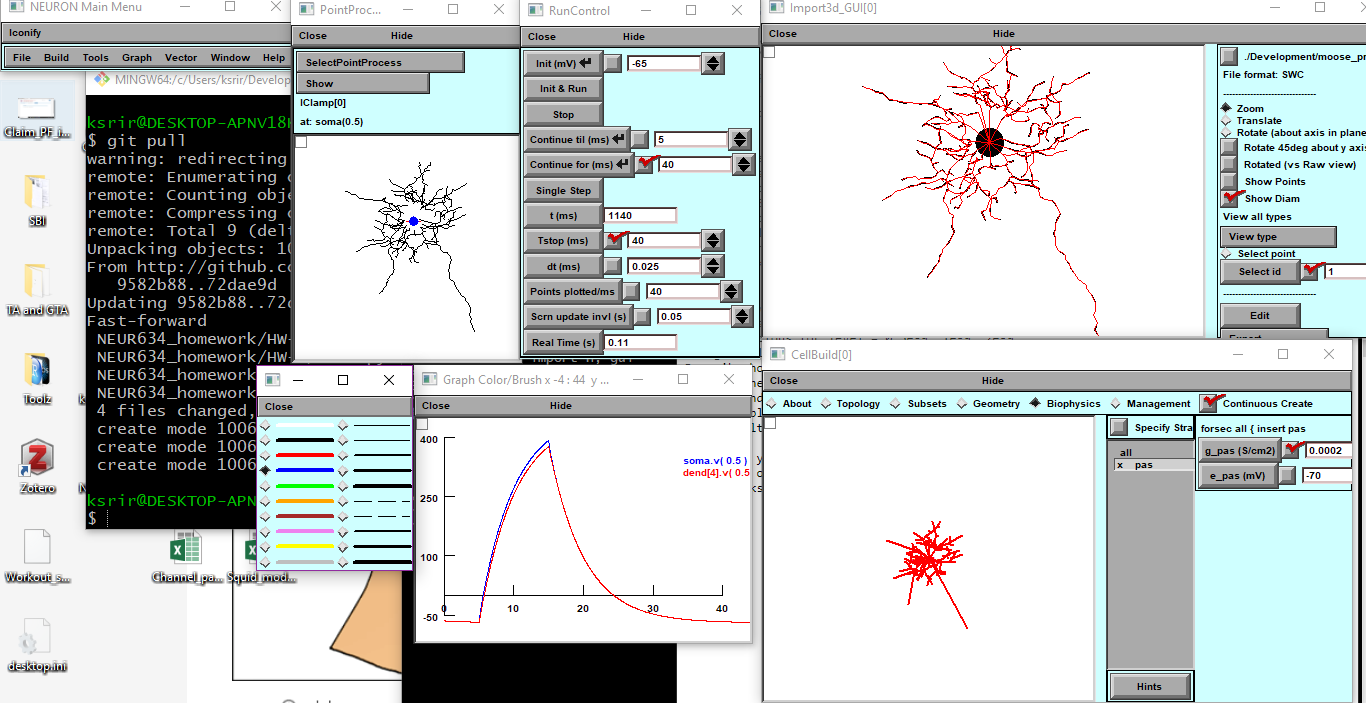 NEURON Main Menu
Iconify
File Build Tools Graph Vector Window Help
Claim_PF_i...
SBI
TA and GTA
Toolz
Zotero
Workout_s...
desktop.ini
MINGW64:/c/Users/ksrir/Develop
ksrir@DESKTOP-APNV18
$ git pull
warning: redirecting
remote: Enumerating
remote: Counting obje
remote: Compressing
remote: Total 9 (del
Unpacking objects: 10
From http://github.c
9582b88..72dae9d
Updating 9582b88..72d
Fast-forward
NEUR634_homework/HW-
NEUR634_homework/HW-
NEUR634_homework
NEUR634_homework
4 files changed,
create mode 1006
create mode 1006
create mode 1006
ksrir@DESKTOP-APN
$
Channel_pa...
Squid_mod...
PointProc...
Close Hide
SelectPointProcess
Show
IClamp[0]
at: soma(0.5)
RunControl
Close Hide
Init (mV) -65
Init & Run
Stop
Continue til (ms) 5
Continue for (ms) 40
Single Step
t (ms) 1140
Tstop (ms) 40
dt (ms) 0.025
Points plotted/ms 40
Scrn update invl (s) 0.05
Real Time (s) 0.11
Import3d_GUI[0]
Close Hide
./Development/moose_pr
File format: SWC
-------------------------------
Zoom
Translate
Rotate (about axis in plane
Rotate 45deg about y axis
Rotated (vs Raw view)
Show Points
Show Diam
View all types
View type
Select point
Select id 1
-------------------------------
Edit
Export
Close
Graph Color/Brush x -4 : 44 y ...
Close Hide
400
250
100
-50
0 10 20 30 40
soma.v( 0.5 )
dend[4].v( 0.5
CellBuild[0]
Close Hide
About Topology Subsets Geometry Biophysics Management Continuous Create
Specify Stra
all
x pas
forsec all { insert pas
g_pas (S/cm2) 0.0002
e_pas (mV) -70
Hints